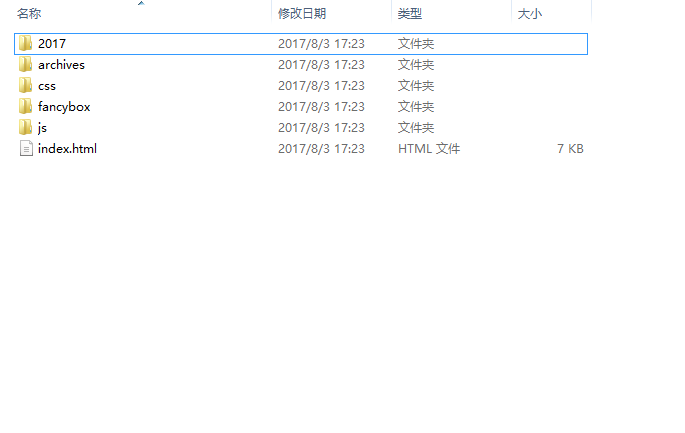 名称 修改日期 类型 大小
2017 2017/8/3 17:23 文件夹
archives 2017/8/3 17:23 文件夹
css 2017/8/3 17:23 文件夹
fancybox 2017/8/3 17:23 文件夹
js 2017/8/3 17:23 文件夹
index.html 2017/8/3 17:23 HTML 文件 7 KB